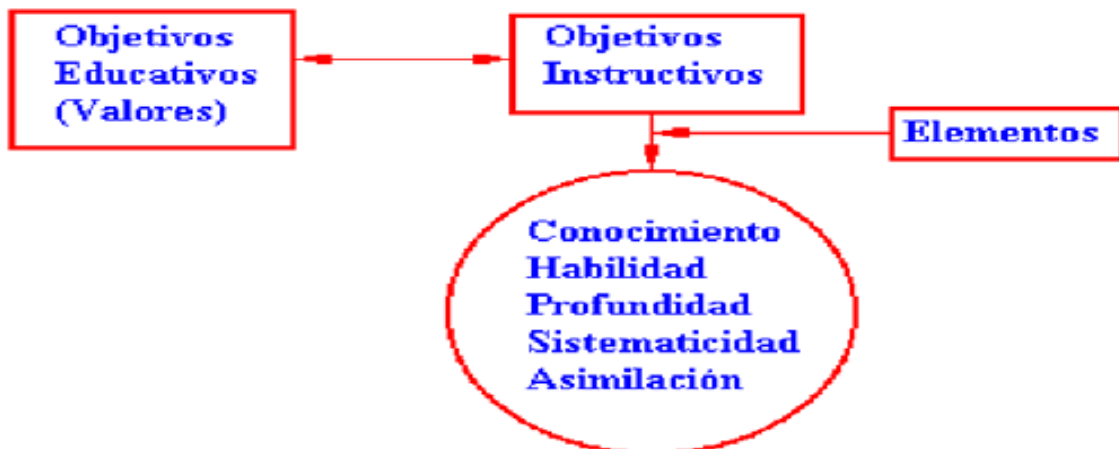 Objetivos
Educativos
(Valores)
Objetivos
Instructivos
Elementos
Conocimiento
Habilidad
Profundidad
Sistematicidad
Asimilación